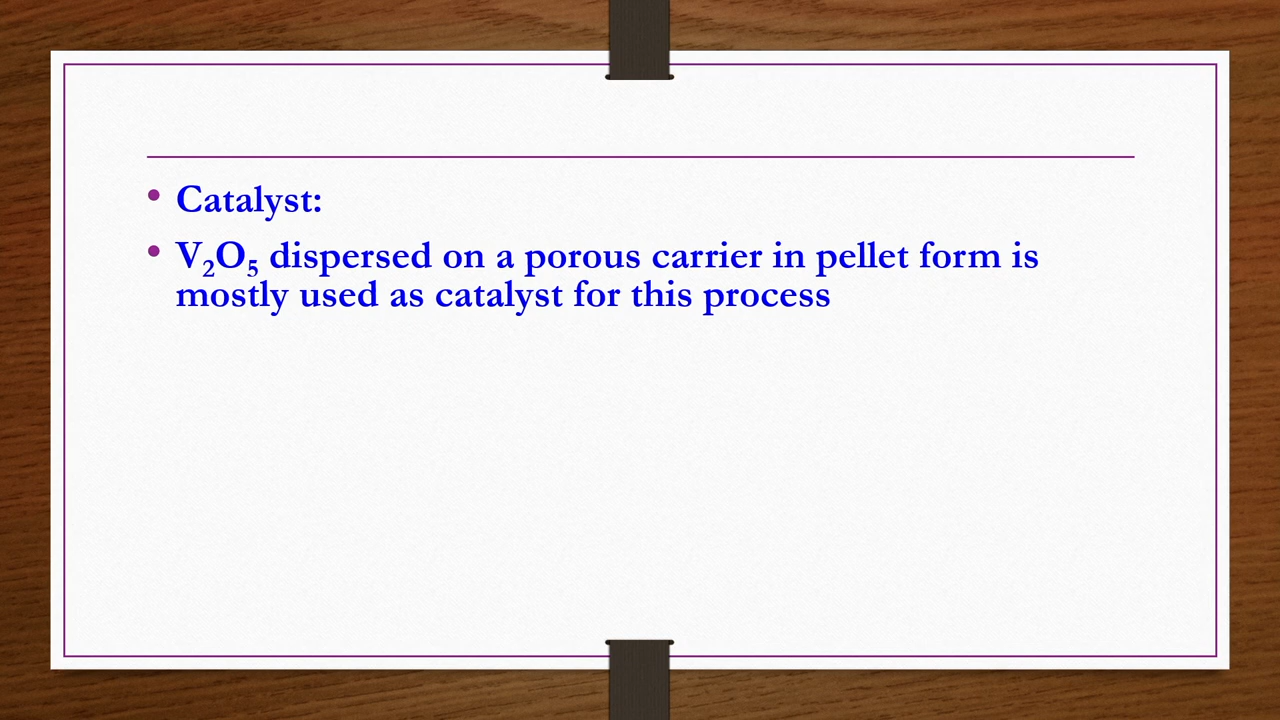 • Catalyst:
• V₂O₅ dispersed on a porous carrier in pellet form is
mostly used as catalyst for this process